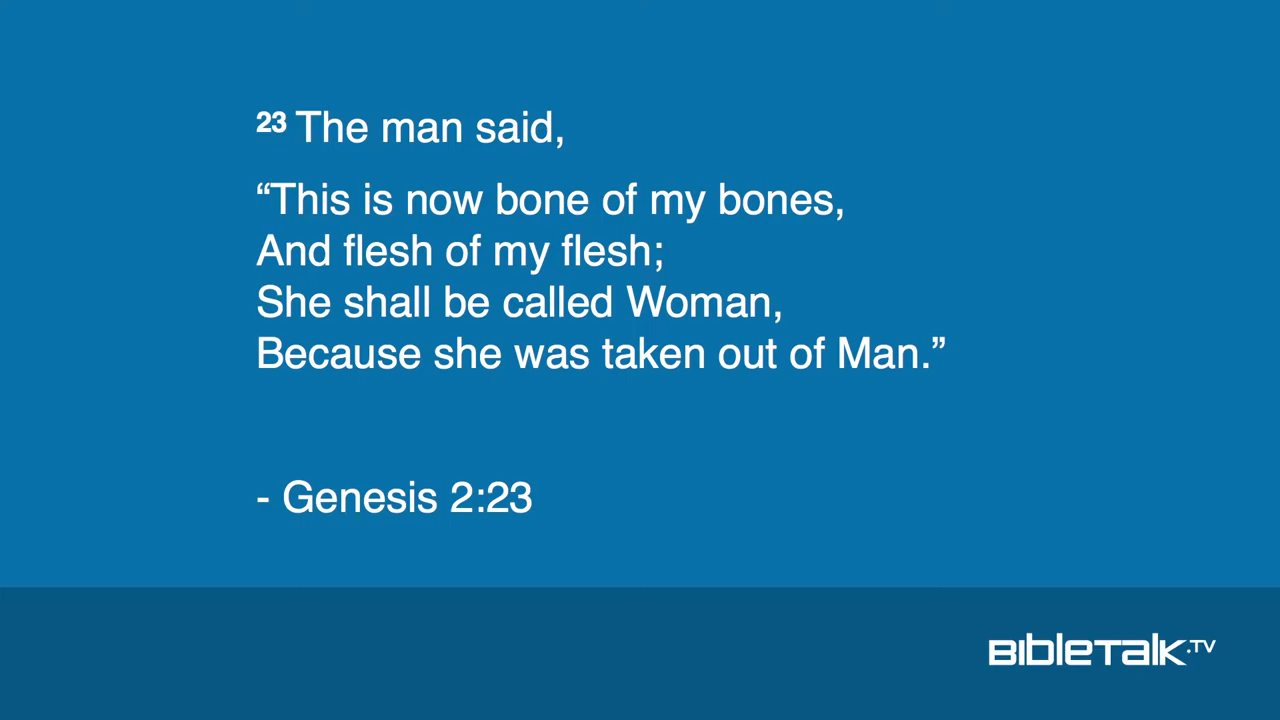 23 The man said,
“This is now bone of my bones,
And flesh of my flesh;
She shall be called Woman,
Because she was taken out of Man.”
- Genesis 2:23
BIBLETALK.TV